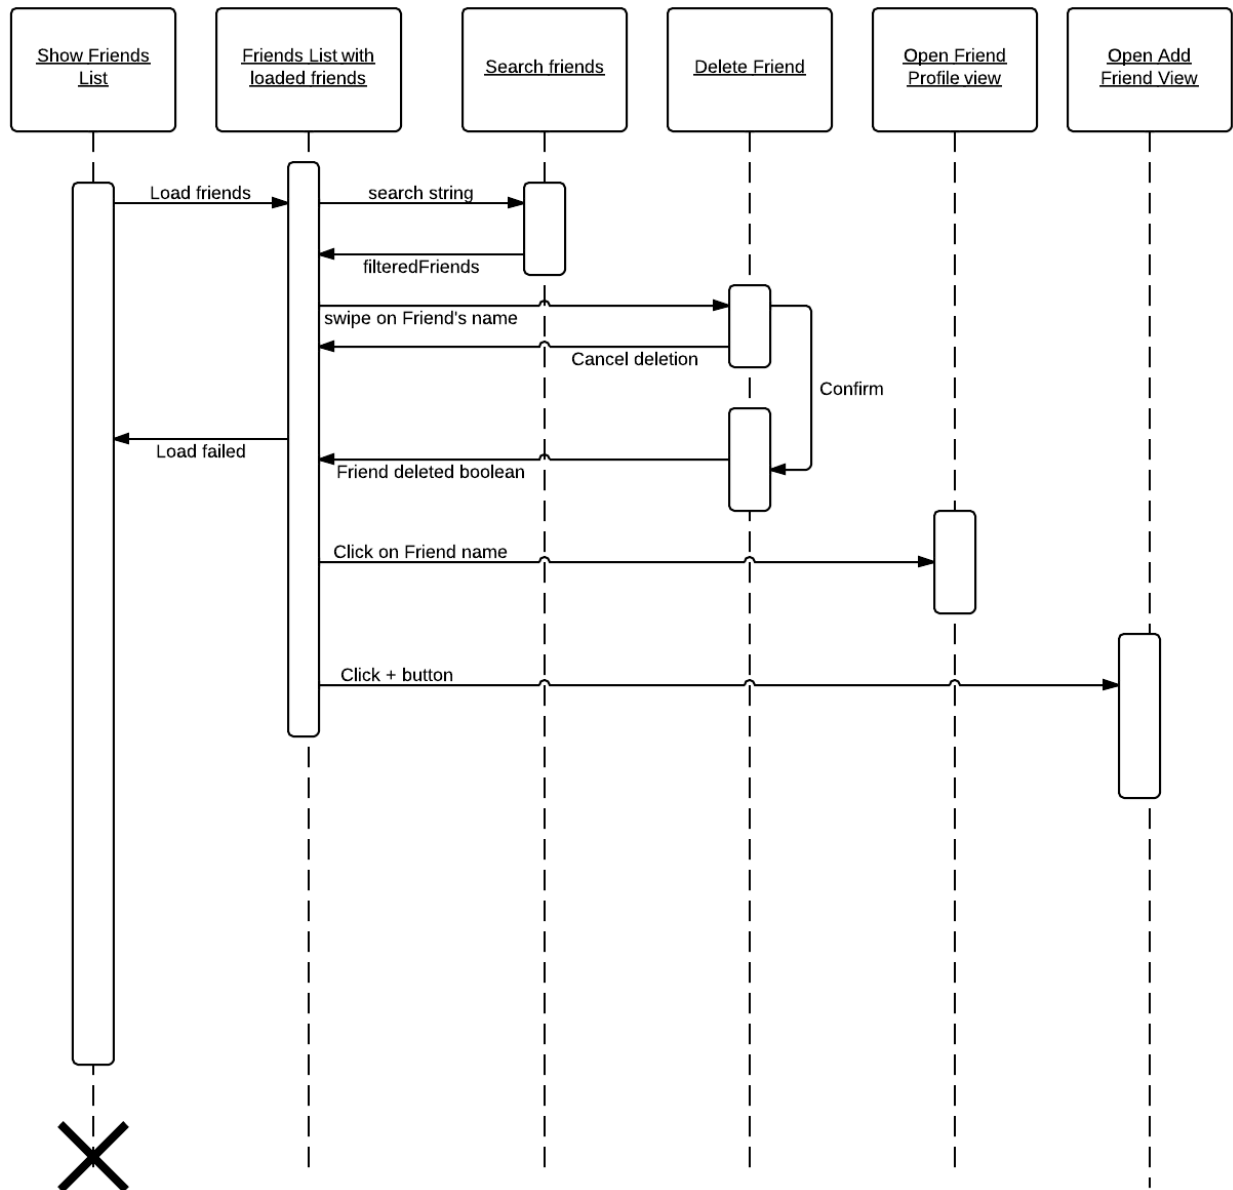 Show Friends
List
Friends List with
loaded friends
Search friends
Delete Friend
Open Friend
Profile view
Open Add
Friend View
Load friends
search string
filteredFriends
swipe on Friend's name
Cancel deletion
Confirm
Load failed
Friend deleted boolean
Click on Friend name
Click + button